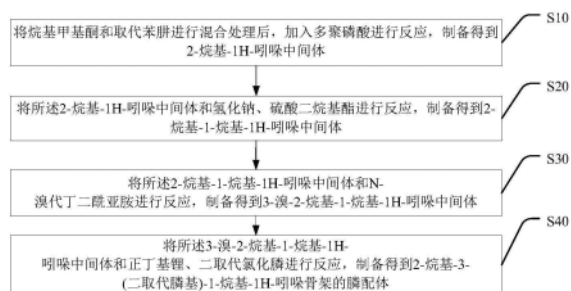 将烷基甲基酮和取代苯肼进行混合处理后，加入多聚磷酸进行反应，制备得到
2-烷基-1H-吲哚中间体
S10
将所述2-烷基-1H-吲哚中间体和氢化钠、硫酸二烷基酯进行反应，制备得到2-
烷基-1-烷基-1H-吲哚中间体
S20
将所述2-烷基-1-烷基-1H-吲哚中间体和N-
溴代丁二酰亚胺进行反应，制备得到3-溴-2-烷基-1-烷基-1H-吲哚中间体
S30
将所述3-溴-2-烷基-1-烷基-1H-
吲哚中间体和正丁基锂、二取代氯化膦进行反应，制备得到2-烷基-3-
(二取代膦基)-1-烷基-1H-吲哚骨架的膦配体
S40